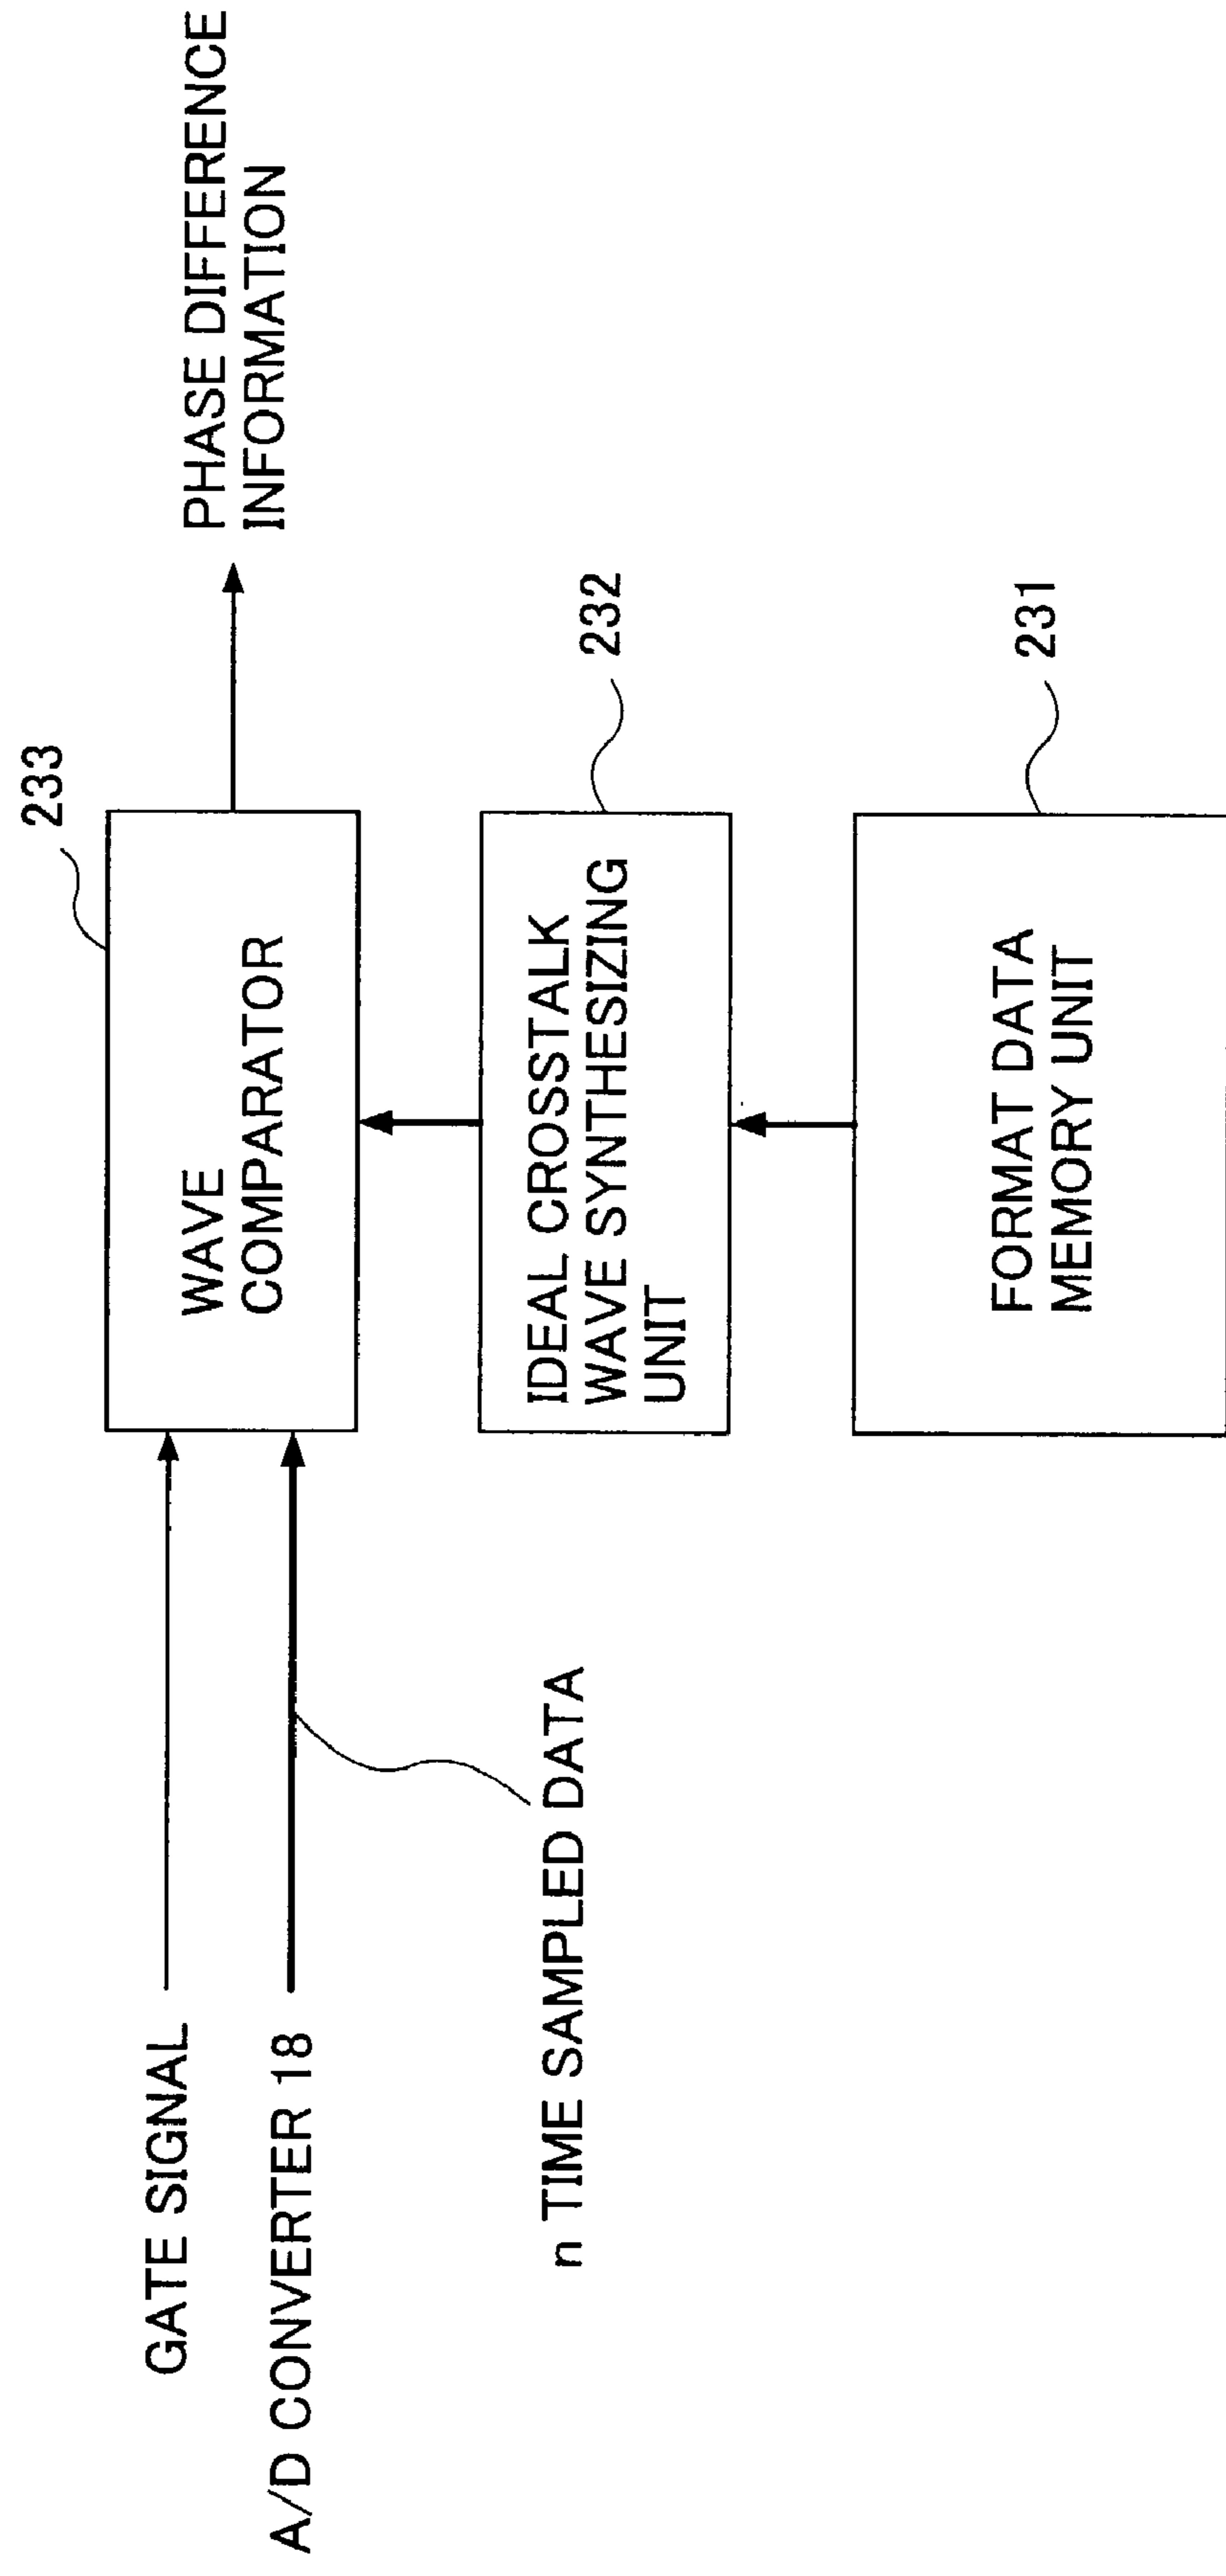 GATE SIGNAL
A/D CONVERTER 18
n TIME SAMPLED DATA
233
WAVE
COMPARATOR
PHASE DIFFERENCE
INFORMATION
232
IDEAL CROSSTALK
WAVE SYNTHESIZING
UNIT
231
FORMAT DATA
MEMORY UNIT